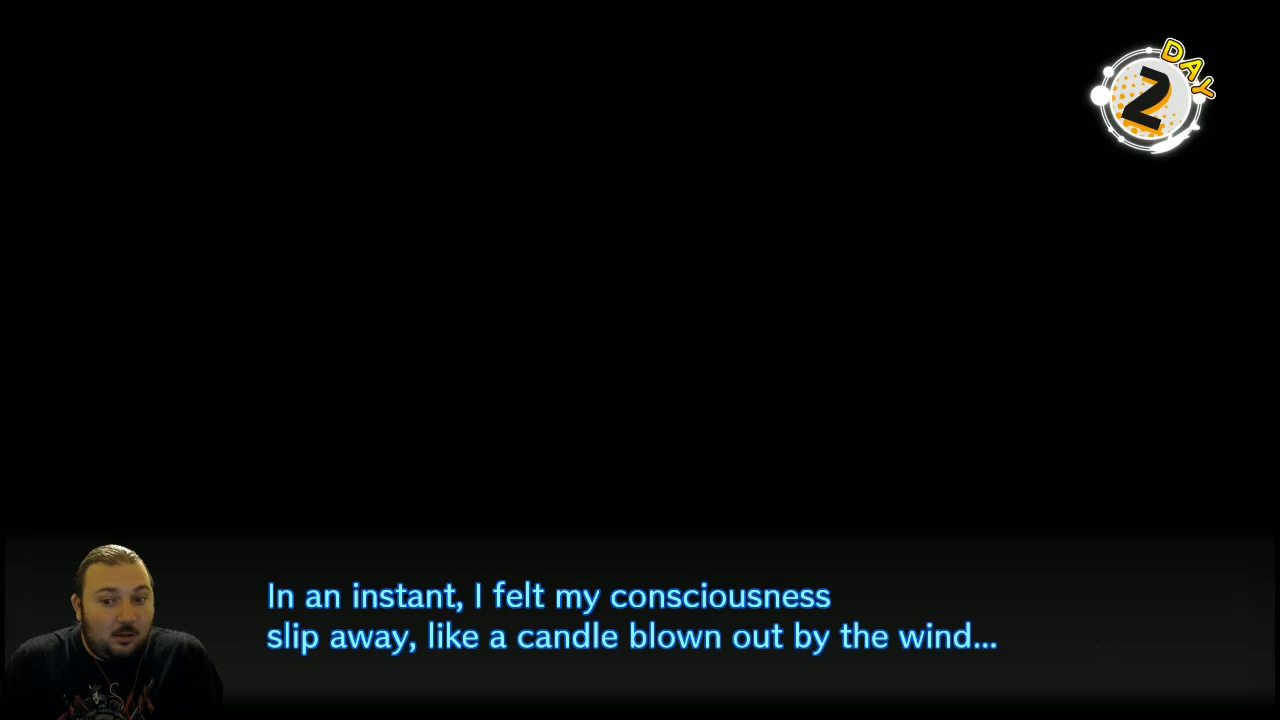 DAY
2
In an instant, I felt my consciousness
slip away, like a candle blown out by the wind...